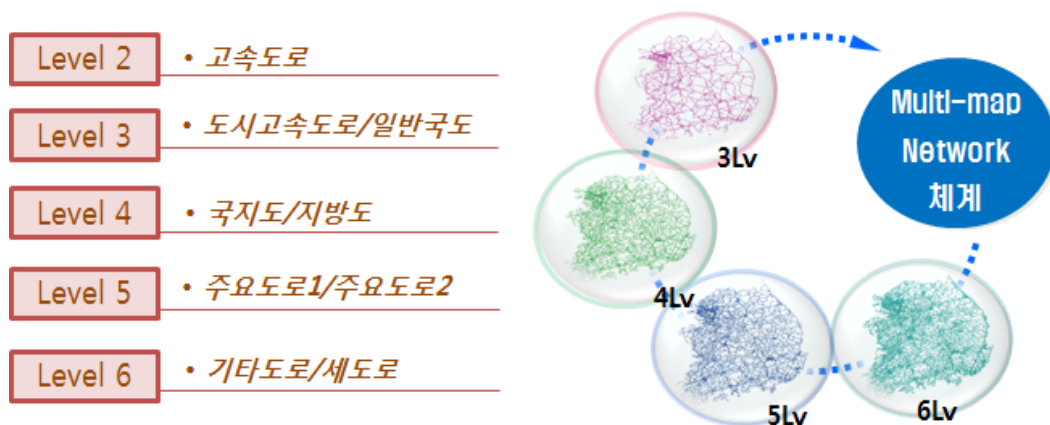 Level 2
• 고속도로
Level 3
• 도시고속도로/일반국도
Level 4
• 국지도/지방도
Level 5
• 주요도로1/주요도로2
Level 6
• 기타도로/세도로
3Lv
4Lv
5Lv
6Lv
Multi-map
Network
체계